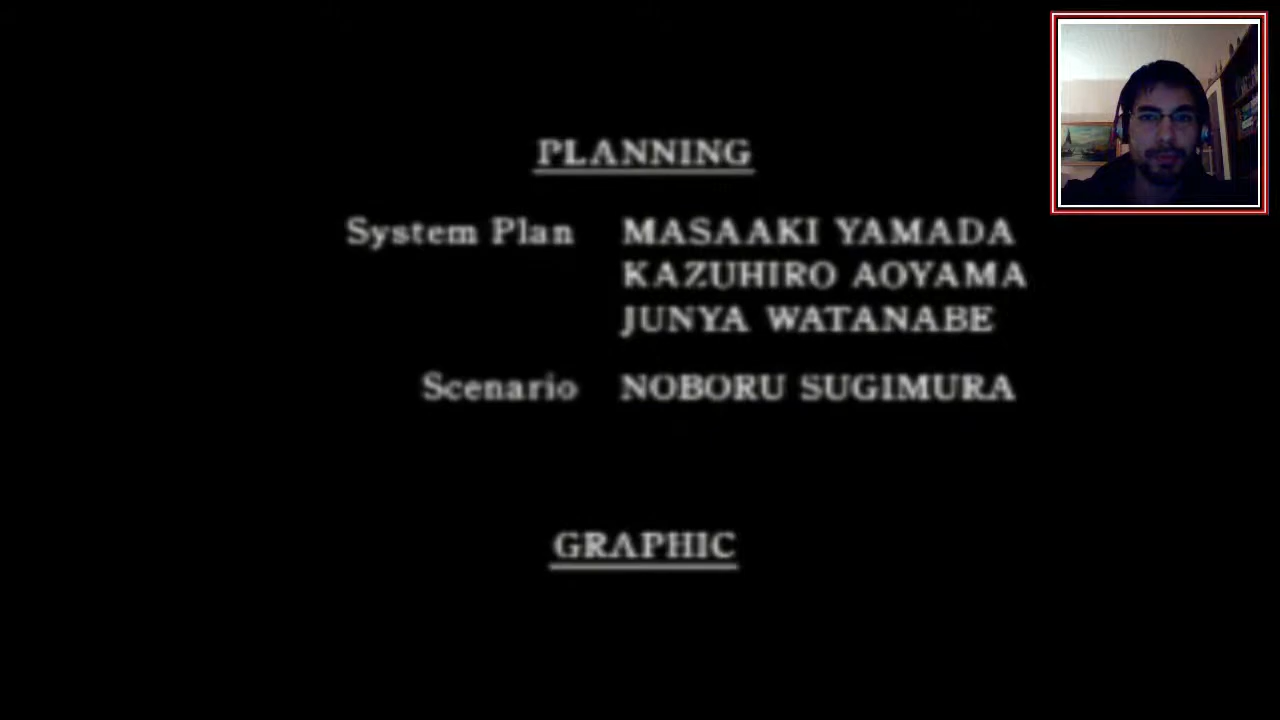 PLANNING
System Plan MASAAKI YAMADA
KAZUHIRO AOYAMA
JUNYA WATANABE
Scenario NOBORU SUGIMURA
GRAPHIC